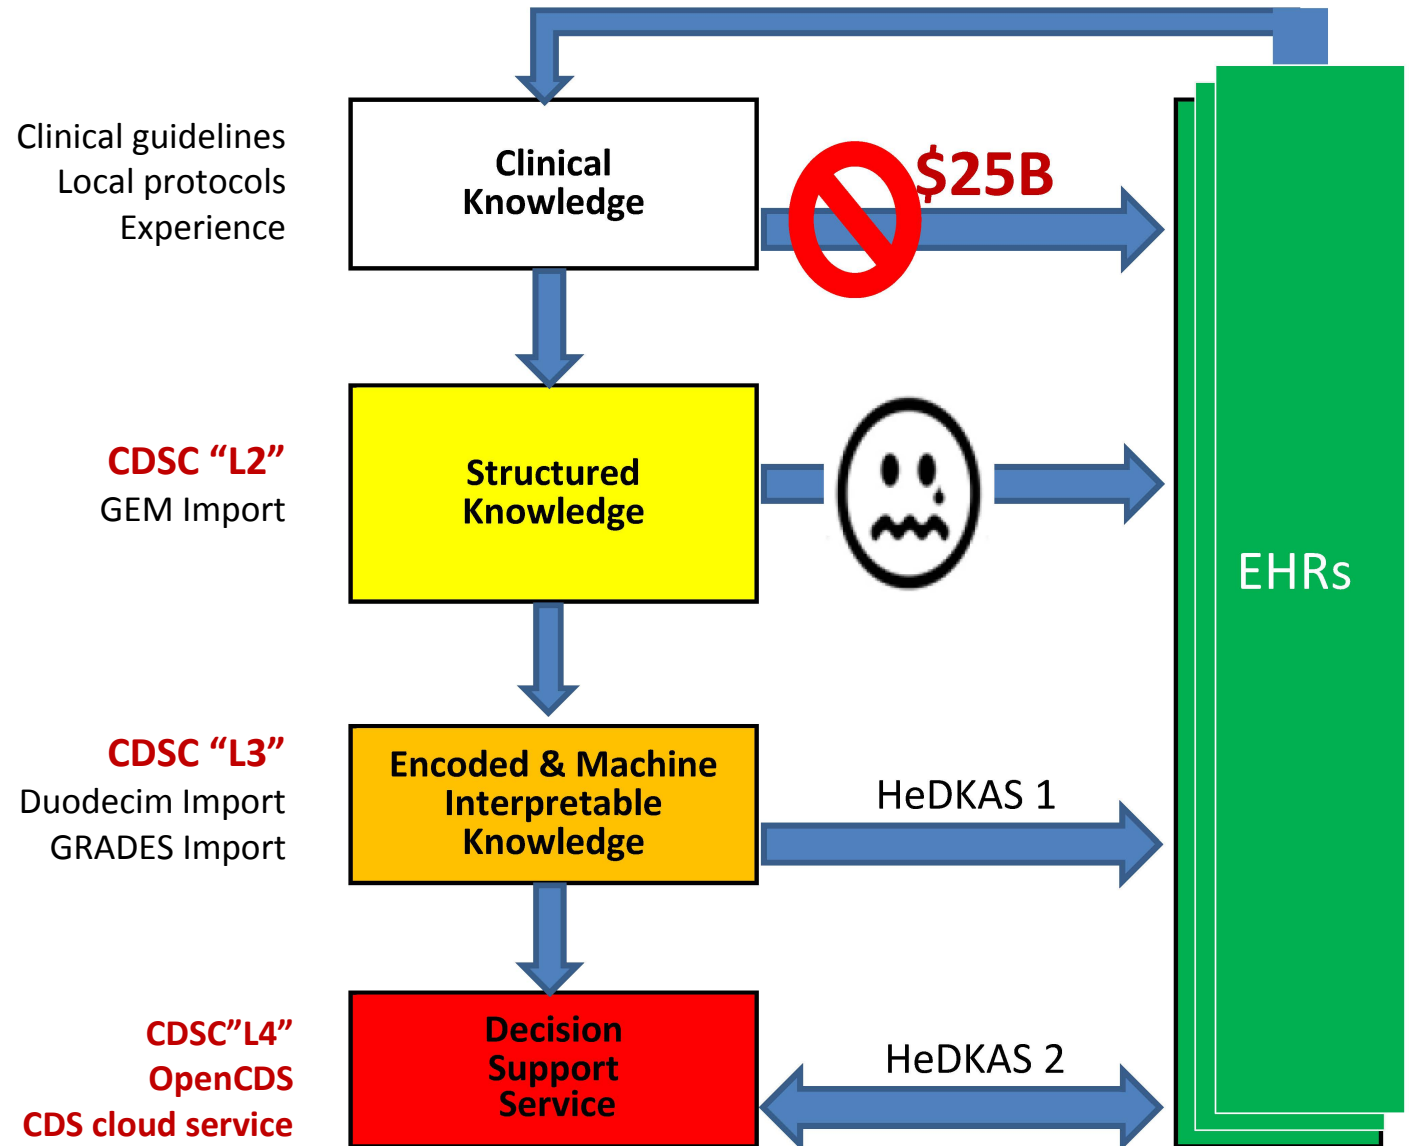 Clinical guidelines
Local protocols
Experience
Clinical
Knowledge
$25B
CDSC “L2”
GEM Import
Structured
Knowledge
EHRs
CDSC “L3”
Duodecim Import
GRADES Import
Encoded & Machine
Interpretable
Knowledge
HeDKAS 1
CDSC”L4”
OpenCDS
CDS cloud service
Decision
Support
Service
HeDKAS 2